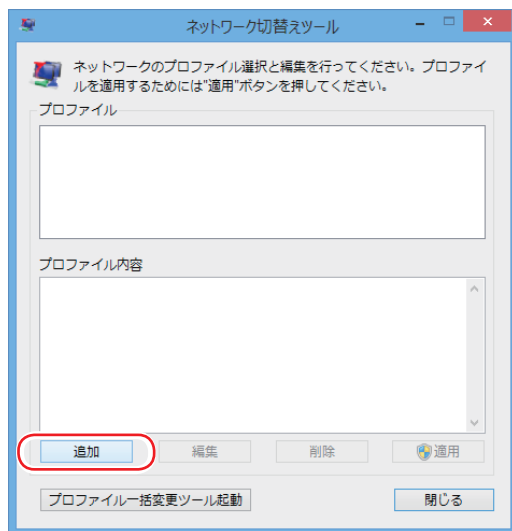 ネットワーク切替えツール
ネットワークのプロファイル選択と編集を行ってください。プロファイ
ルを適用するためには"適用"ボタンを押してください。
プロファイル
プロファイル内容
追加
編集
削除
適用
プロファイル一括変更ツール起動
閉じる